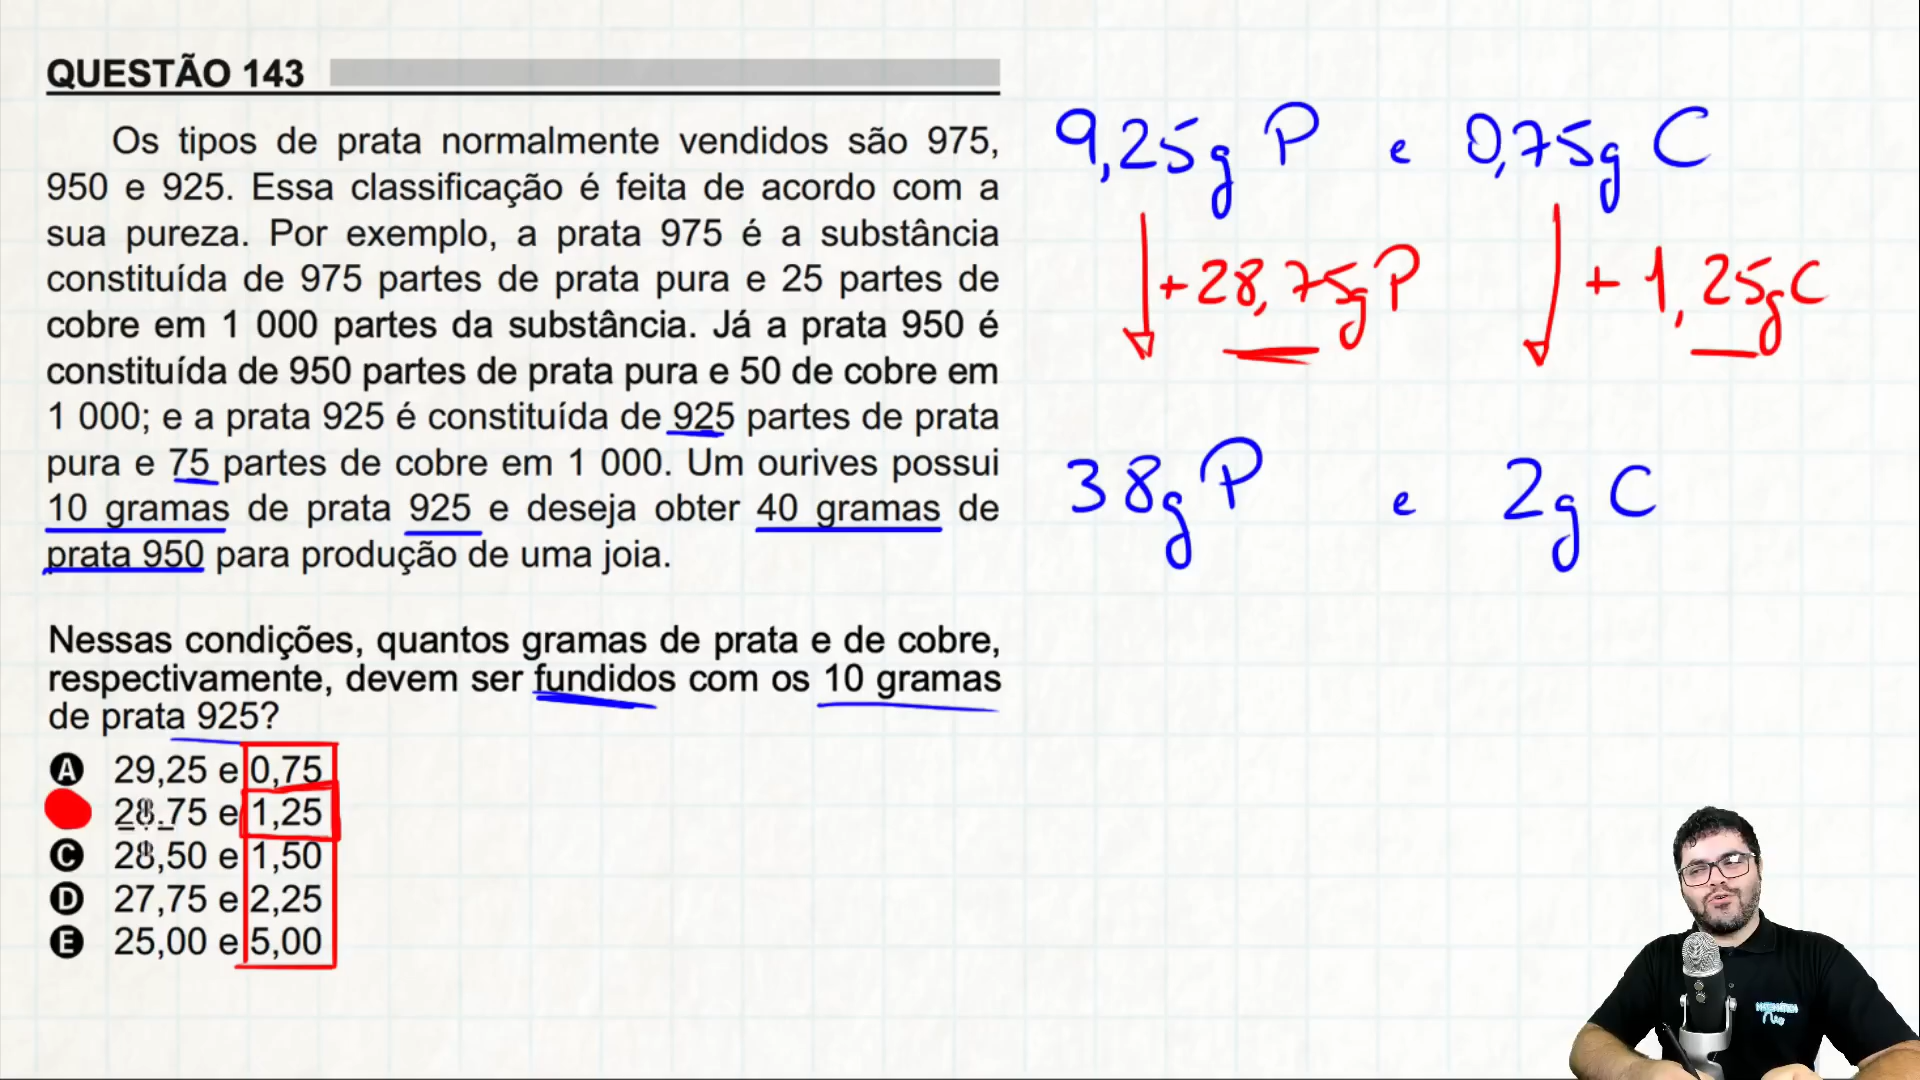 QUESTÃO 143
Os tipos de prata normalmente vendidos são 975,
950 e 925. Essa classificação é feita de acordo com a
sua pureza. Por exemplo, a prata 975 é a substância
constituída de 975 partes de prata pura e 25 partes de
cobre em 1 000 partes da substância. Já a prata 950 é
constituída de 950 partes de prata pura e 50 de cobre em
1 000; e a prata 925 é constituída de 925 partes de prata
pura e 75 partes de cobre em 1 000. Um ourives possui
10 gramas de prata 925 e deseja obter 40 gramas de
prata 950 para produção de uma joia.
Nessas condições, quantos gramas de prata e de cobre,
respectivamente, devem ser fundidos com os 10 gramas
de prata 925?
A 29,25 e 0,75
28,75 e 1,25
C 28,50 e 1,50
D 27,75 e 2,25
E 25,00 e 5,00
9,25g P e 0,75g C
+28,75g P + 1,25g C
38g P e 2g C